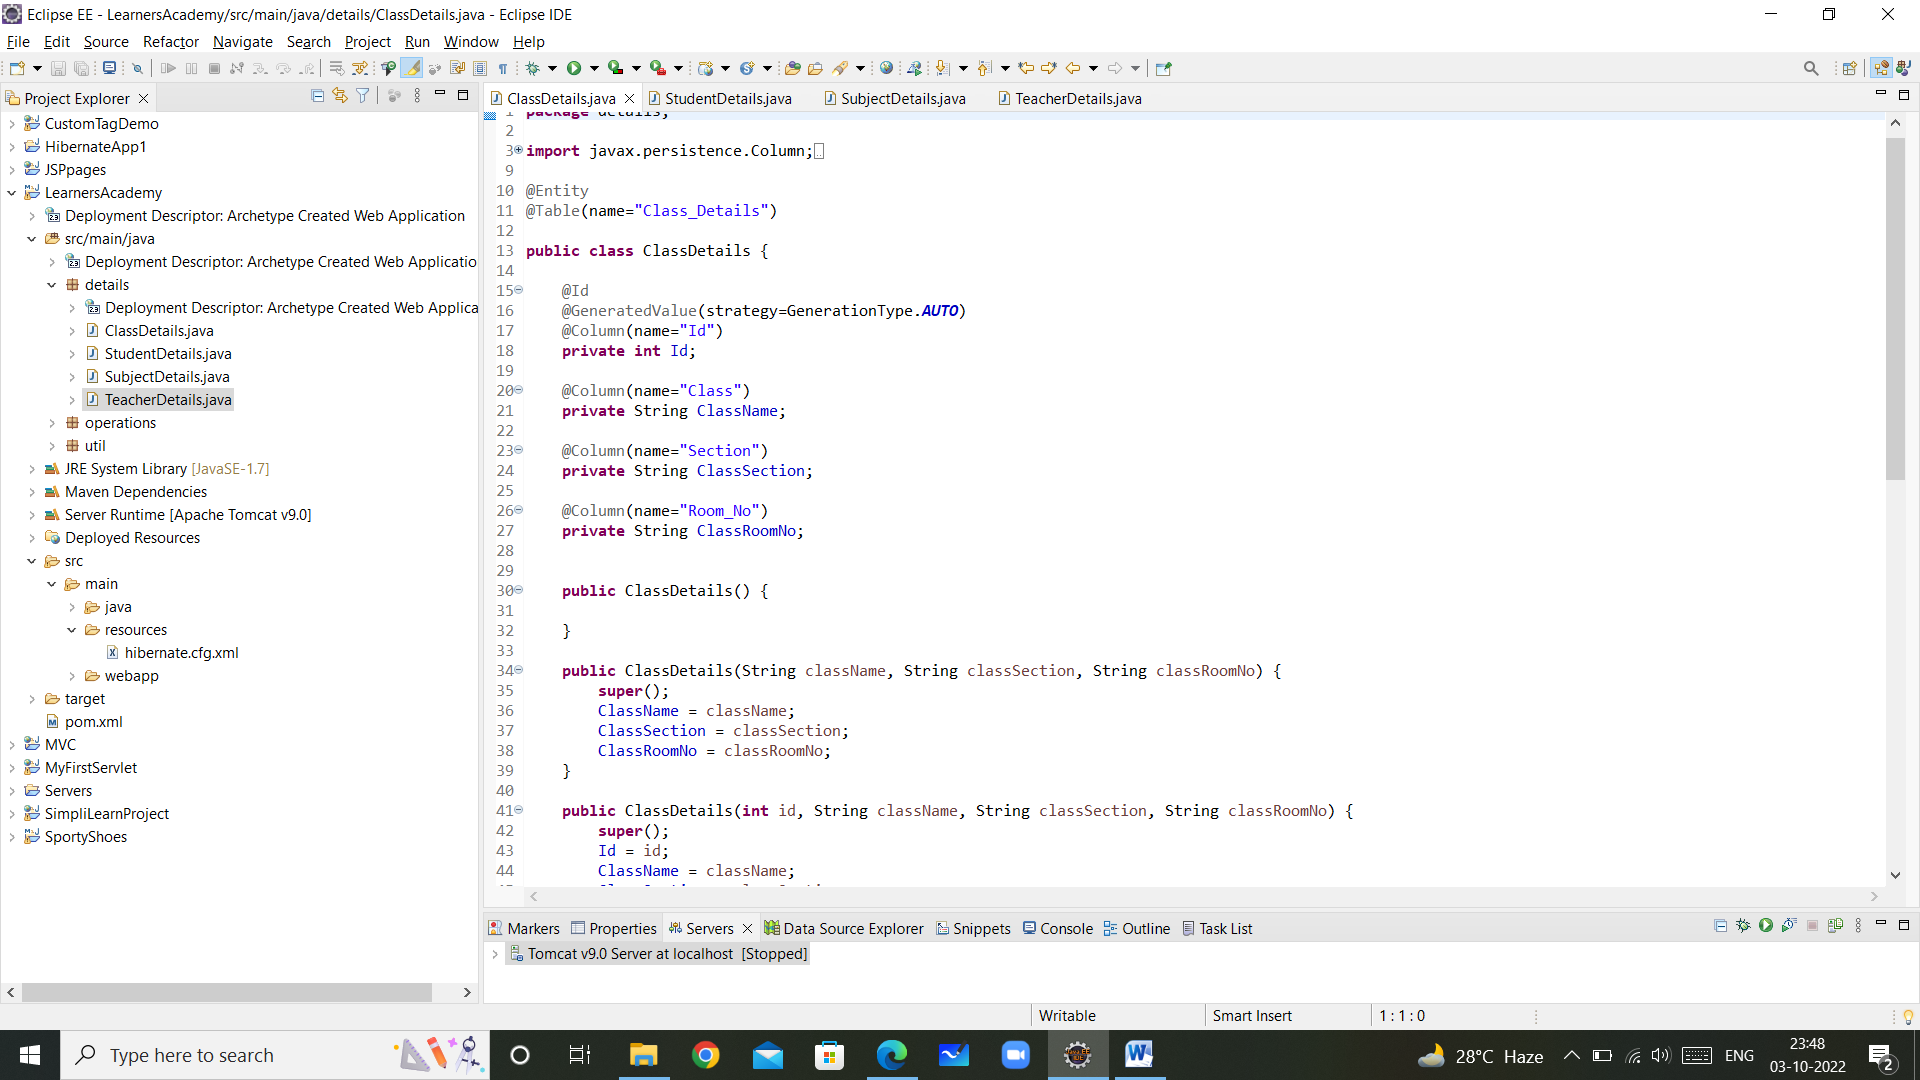 Eclipse EE - LearnersAcademy/src/main/java/details/ClassDetails.java - Eclipse IDE
File Edit Source Refactor Navigate Search Project Run Window Help
Project Explorer
CustomTagDemo
HibernateApp1
JSPpages
LearnersAcademy
Deployment Descriptor: Archetype Created Web Application
src/main/java
Deployment Descriptor: Archetype Created Web Applicatio
details
Deployment Descriptor: Archetype Created Web Applica
ClassDetails.java
StudentDetails.java
SubjectDetails.java
TeacherDetails.java
operations
util
JRE System Library [JavaSE-1.7]
Maven Dependencies
Server Runtime [Apache Tomcat v9.0]
Deployed Resources
src
main
java
resources
hibernate.cfg.xml
webapp
target
pom.xml
MVC
MyFirstServlet
Servers
SimpliLearnProject
SportyShoes
ClassDetails.java StudentDetails.java SubjectDetails.java TeacherDetails.java
1 package details;
2
3 import javax.persistence.Column;
9
10 @Entity
11 @Table(name="Class_Details")
12
13 public class ClassDetails {
14
15 @Id
16 @GeneratedValue(strategy=GenerationType.AUTO)
17 @Column(name="Id")
18 private int Id;
19
20 @Column(name="Class")
21 private String ClassName;
22
23 @Column(name="Section")
24 private String ClassSection;
25
26 @Column(name="Room_No")
27 private String ClassRoomNo;
28
29
30 public ClassDetails() {
31
32 }
33
34 public ClassDetails(String className, String classSection, String classRoomNo) {
35 super();
36 ClassName = className;
37 ClassSection = classSection;
38 ClassRoomNo = classRoomNo;
39 }
40
41 public ClassDetails(int id, String className, String classSection, String classRoomNo) {
42 super();
43 Id = id;
44 ClassName = className;
Markers Properties Servers Data Source Explorer Snippets Console Outline Task List
Tomcat v9.0 Server at localhost [Stopped]
Writable Smart Insert 1 : 1 : 0
Type here to search
28°C Haze ENG 23:48
03-10-2022
2